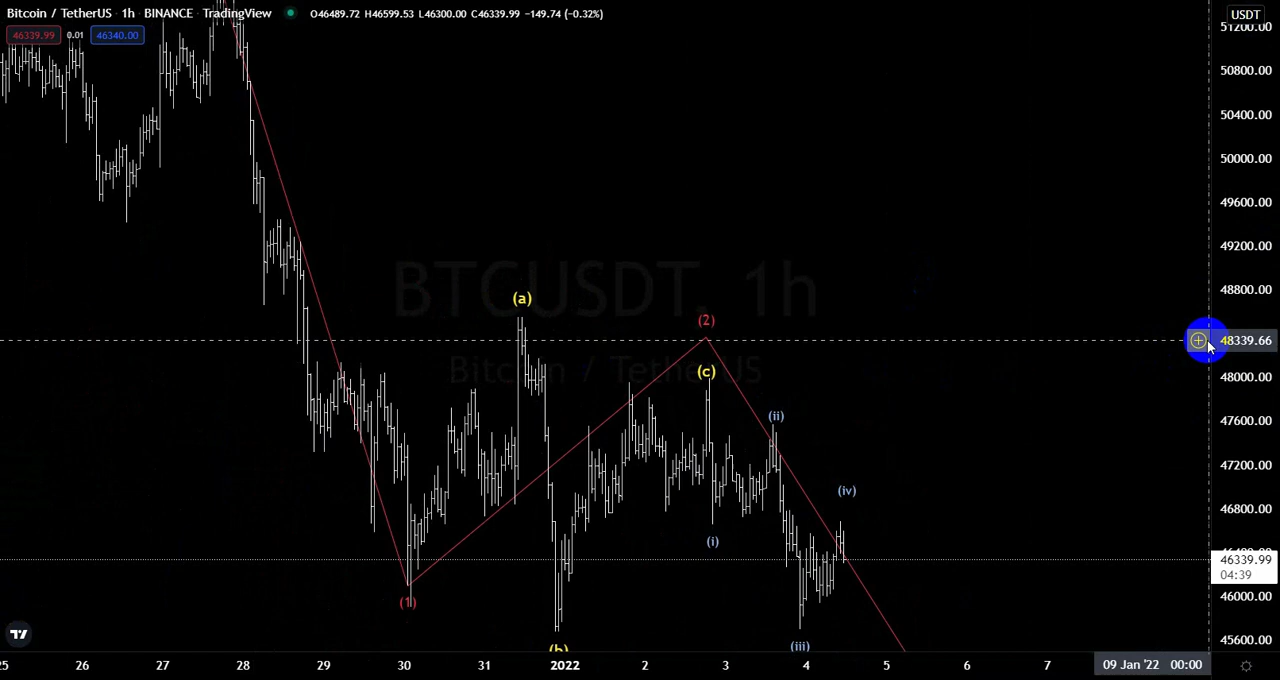 Bitcoin / TetherUS · 1h · BINANCE · TradingView O46489.72 H46599.53 L46300.00 C46339.99 −149.74 (−0.32%)
46339.99 0.01 46340.00
USDT
51200.00
50800.00
50400.00
50000.00
49600.00
49200.00
48800.00
48339.66
48000.00
47600.00
47200.00
46800.00
46339.99
04:39
46000.00
45600.00
BTCUSDT, 1h
Bitcoin / TetherUS
(a)
(2)
(c)
(ii)
(iv)
(i)
(1)
(iii)
(b)
25 26 27 28 29 30 31 2022 2 3 4 5 6 7 09 Jan '22 00:00